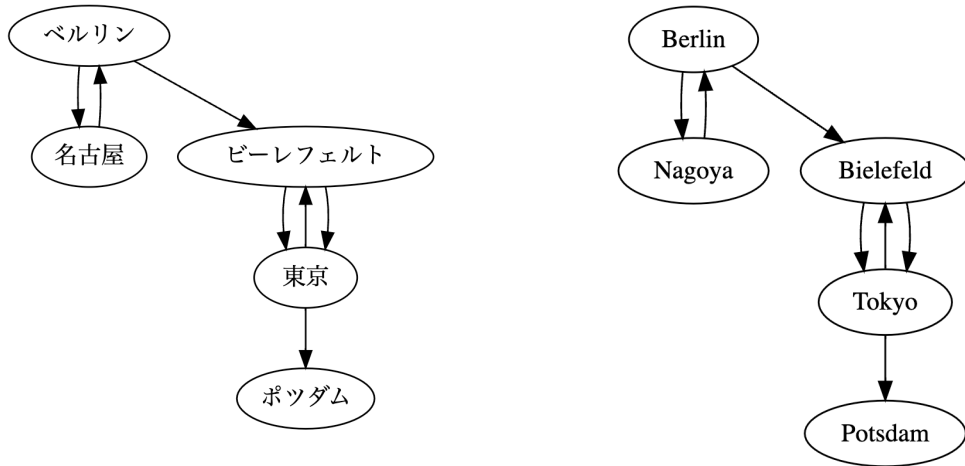 ベルリン
名古屋
ビーレフェルト
東京
ポツダム
Berlin
Nagoya
Bielefeld
Tokyo
Potsdam